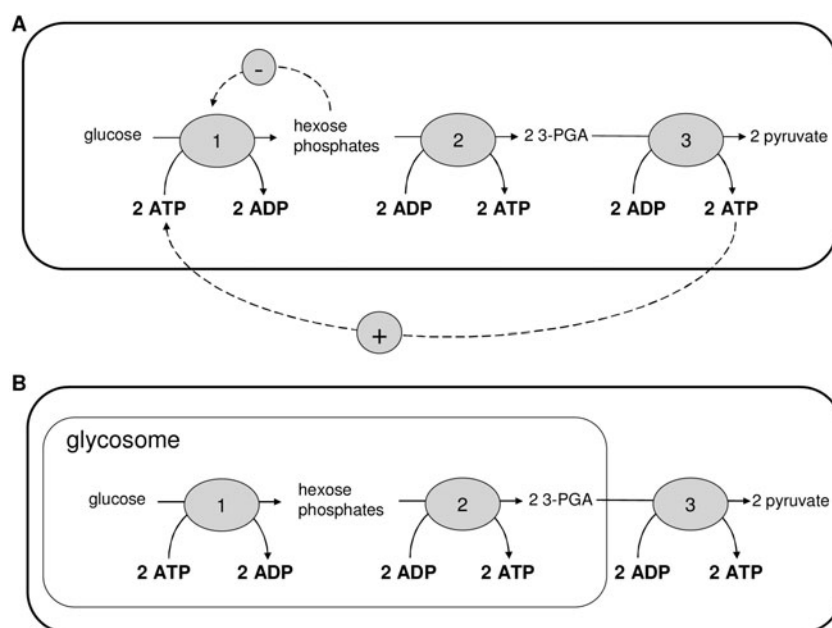 A
-
glucose
1
hexose
phosphates
2
2 3-PGA
3
2 pyruvate
2 ATP
2 ADP
2 ADP
2 ATP
2 ADP
2 ATP
+
B
glycosome
glucose
1
hexose
phosphates
2
2 3-PGA
3
2 pyruvate
2 ATP
2 ADP
2 ADP
2 ATP
2 ADP
2 ATP